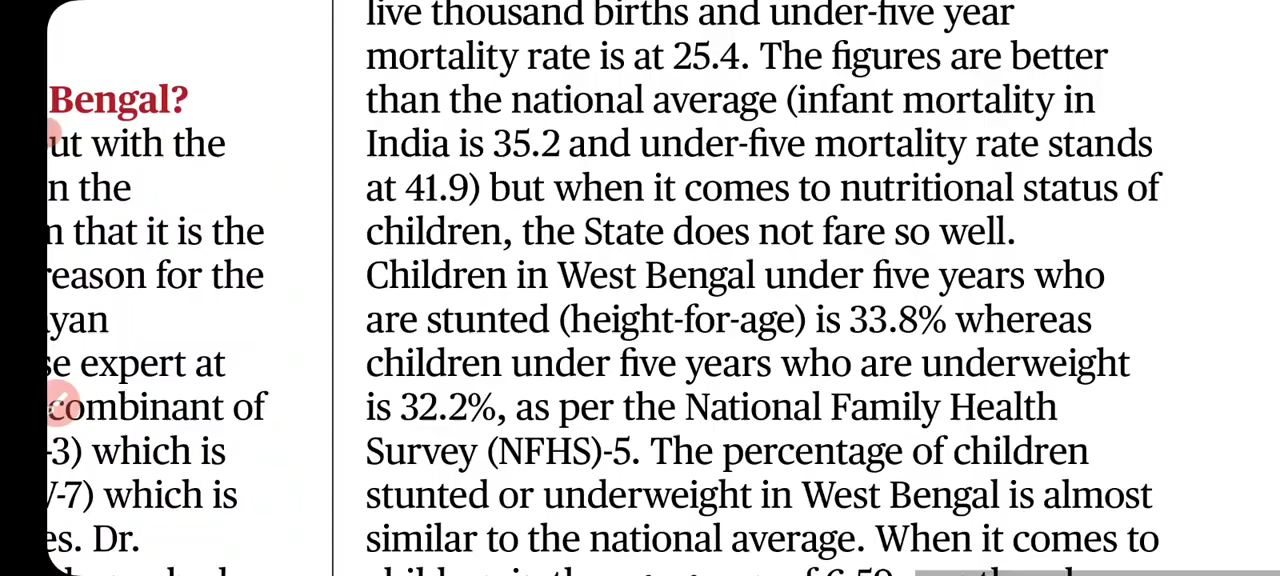 Bengal?
ut with the
n the
that it is the
reason for the
yan
se expert at
combinant of
-3) which is
-7) which is
es. Dr.
live thousand births and under-five year
mortality rate is at 25.4. The figures are better
than the national average (infant mortality in
India is 35.2 and under-five mortality rate stands
at 41.9) but when it comes to nutritional status of
children, the State does not fare so well.
Children in West Bengal under five years who
are stunted (height-for-age) is 33.8% whereas
children under five years who are underweight
is 32.2%, as per the National Family Health
Survey (NFHS)-5. The percentage of children
stunted or underweight in West Bengal is almost
similar to the national average. When it comes to